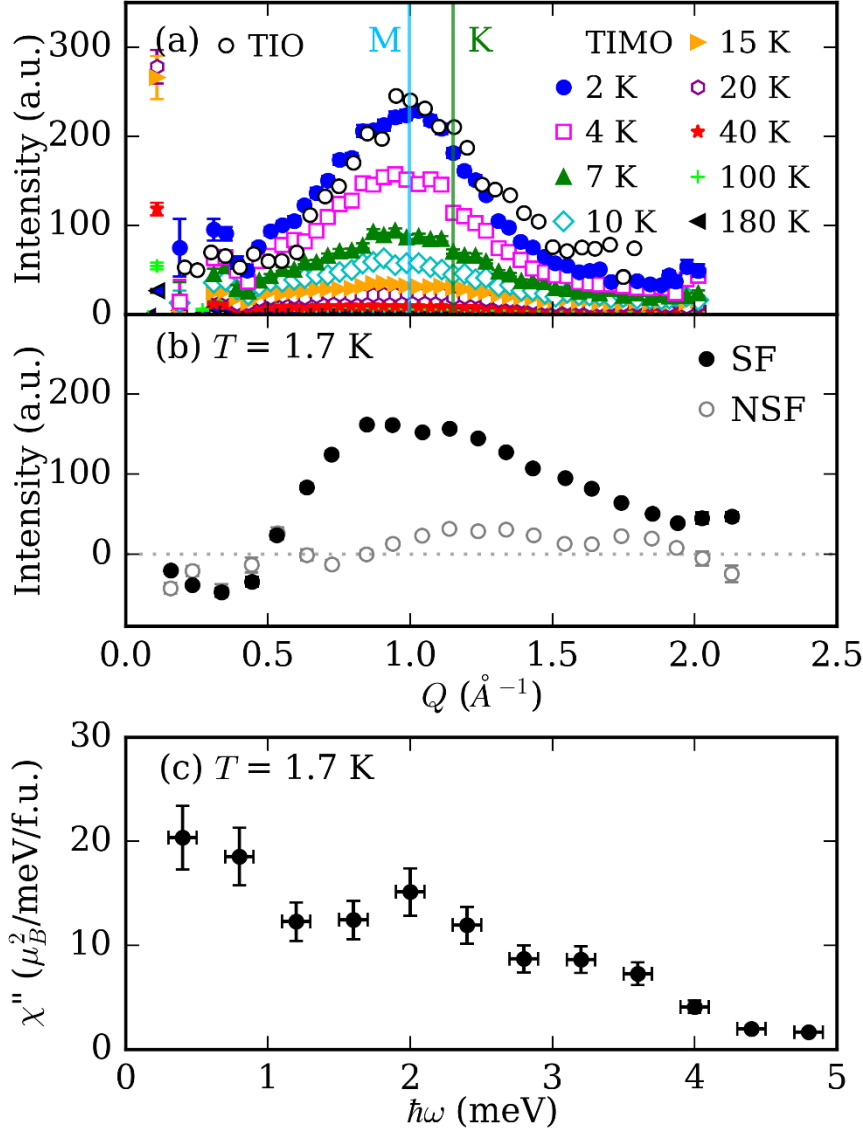 (a)
TIO
M
K
TIMO
2 K
4 K
7 K
10 K
15 K
20 K
40 K
100 K
180 K
300
200
100
0
Intensity (a.u.)
(b) T = 1.7 K
SF
NSF
200
100
0
Intensity (a.u.)
0.0 0.5 1.0 1.5 2.0 2.5
Q (Å⁻¹)
(c) T = 1.7 K
30
20
10
0
χ" (μ²_B/meV/f.u.)
0 1 2 3 4 5
ħω (meV)